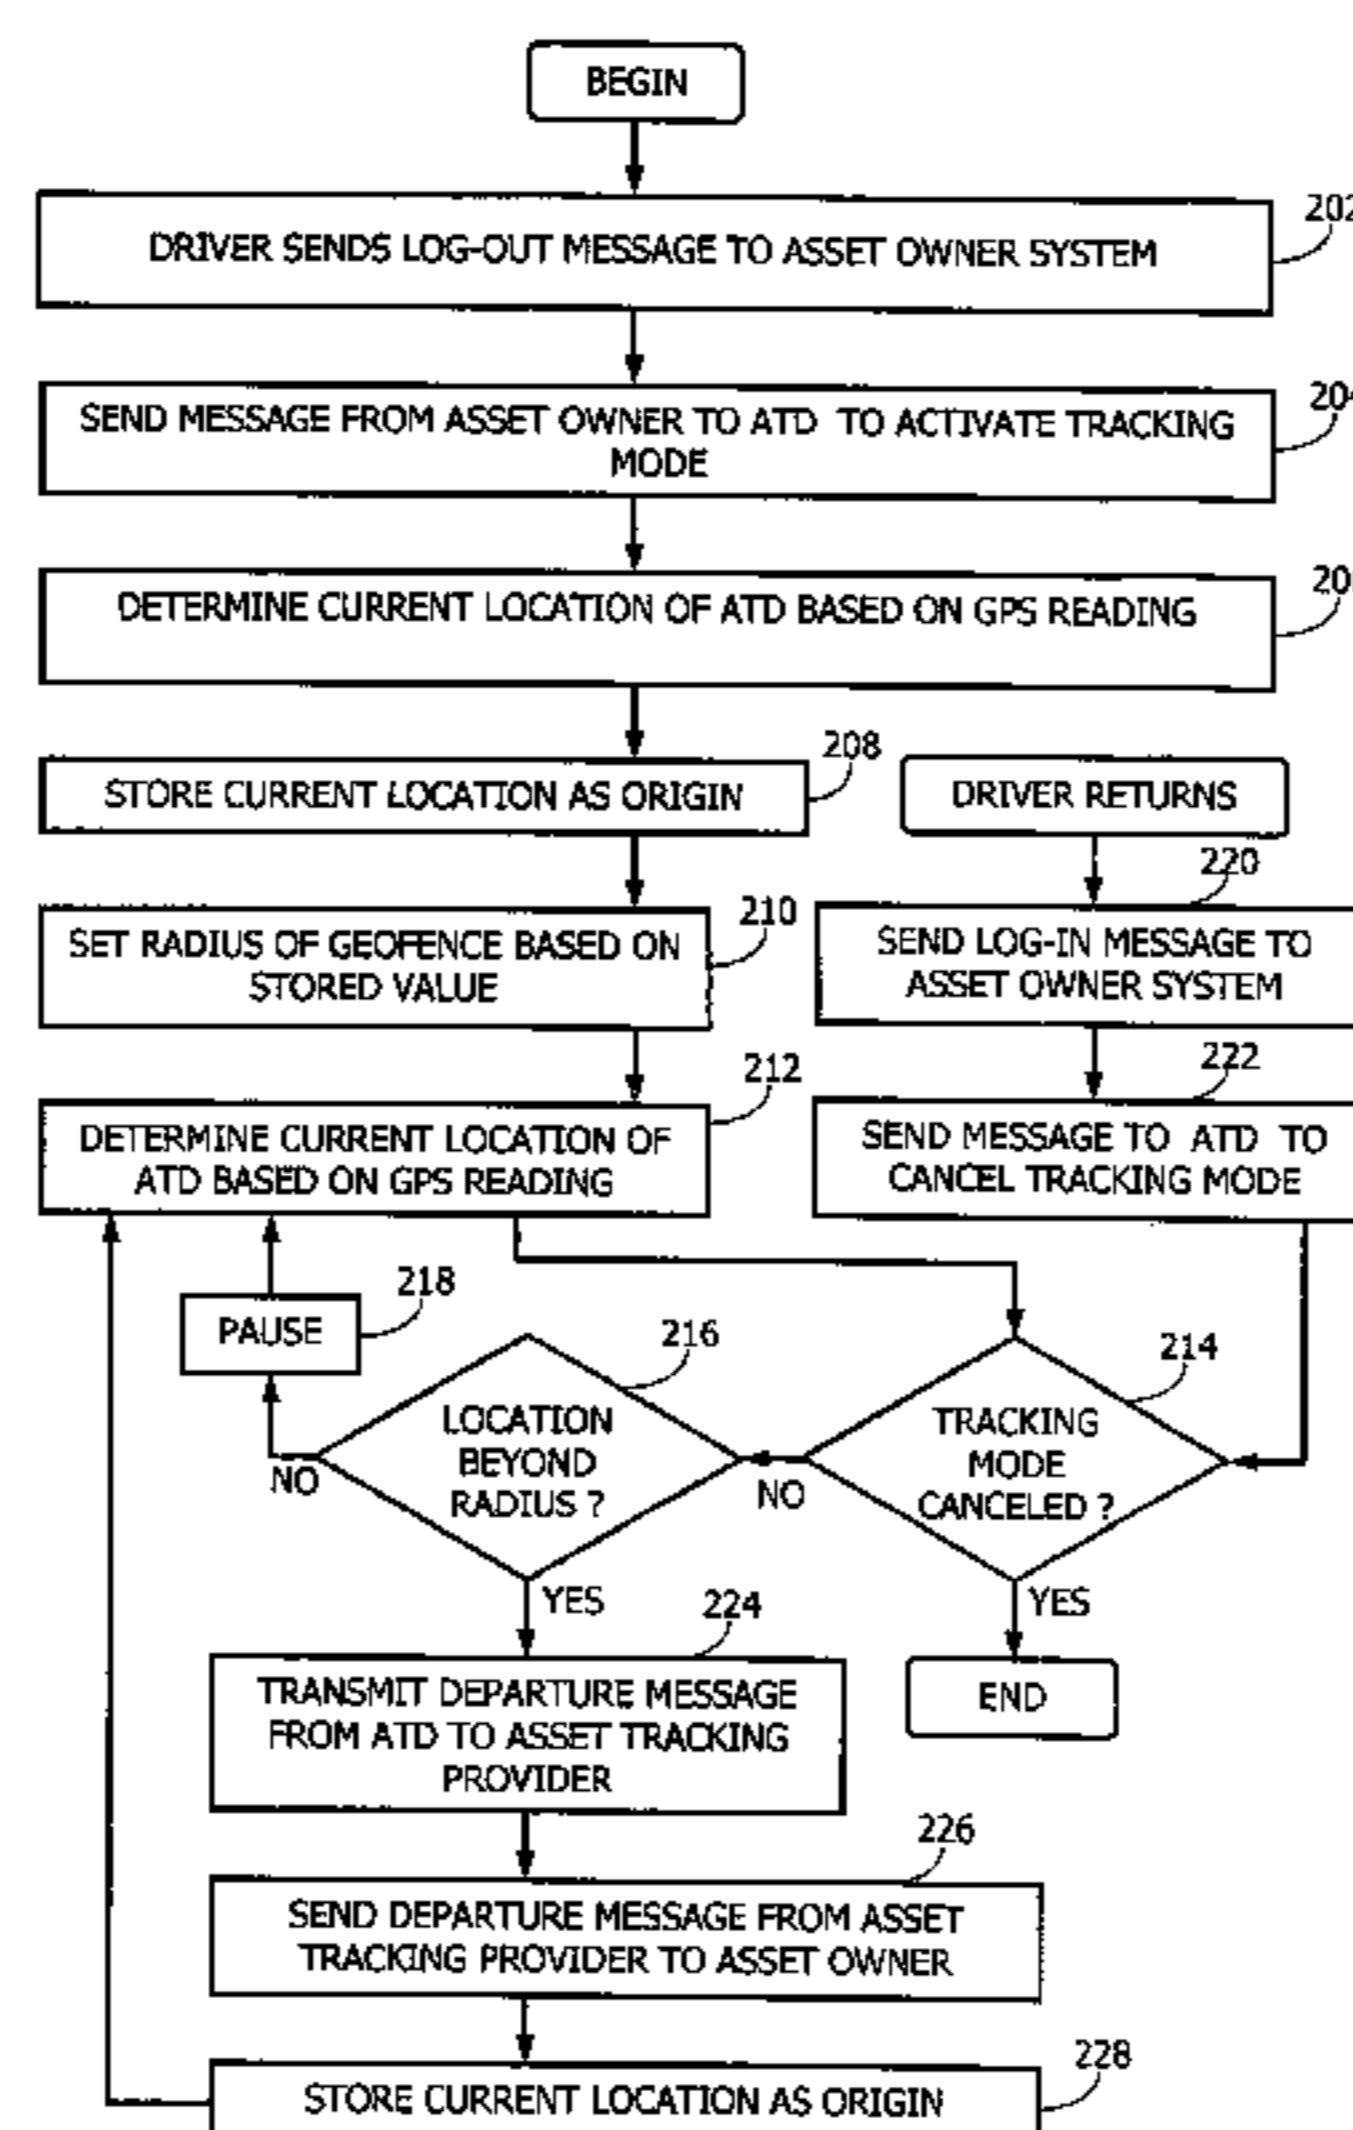 BEGIN
202
DRIVER SENDS LOG-OUT MESSAGE TO ASSET OWNER SYSTEM
204
SEND MESSAGE FROM ASSET OWNER TO ATD TO ACTIVATE TRACKING
MODE
20
DETERMINE CURRENT LOCATION OF ATD BASED ON GPS READING
208
STORE CURRENT LOCATION AS ORIGIN
DRIVER RETURNS
210
SET RADIUS OF GEOFENCE BASED ON
STORED VALUE
220
SEND LOG-IN MESSAGE TO
ASSET OWNER SYSTEM
212
DETERMINE CURRENT LOCATION OF
ATD BASED ON GPS READING
222
SEND MESSAGE TO ATD TO
CANCEL TRACKING MODE
218
PAUSE
216
LOCATION
BEYOND
RADIUS ?
NO
214
TRACKING
MODE
CANCELED ?
NO
YES
YES
224
TRANSMIT DEPARTURE MESSAGE
FROM ATD TO ASSET TRACKING
PROVIDER
END
226
SEND DEPARTURE MESSAGE FROM ASSET
TRACKING PROVIDER TO ASSET OWNER
228
STORE CURRENT LOCATION AS ORIGIN